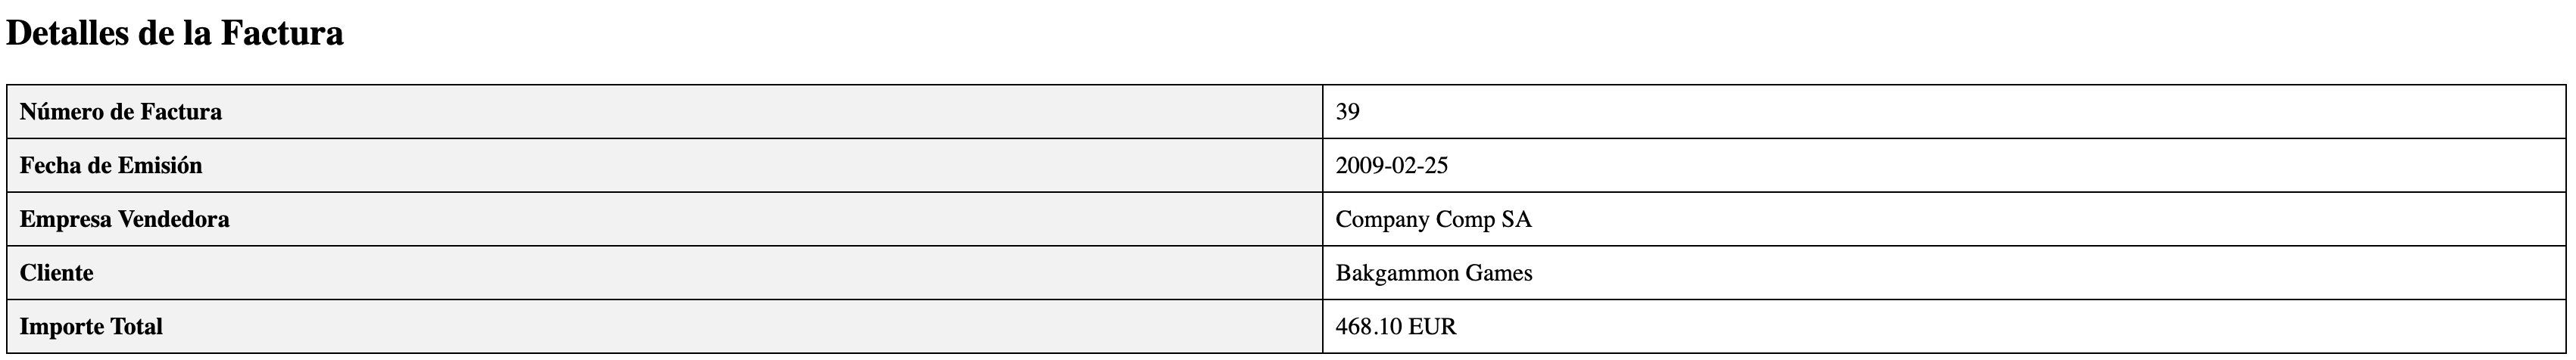 Detalles de la Factura
Número de Factura 39
Fecha de Emisión 2009-02-25
Empresa Vendedora Company Comp SA
Cliente Bakgammon Games
Importe Total 468.10 EUR